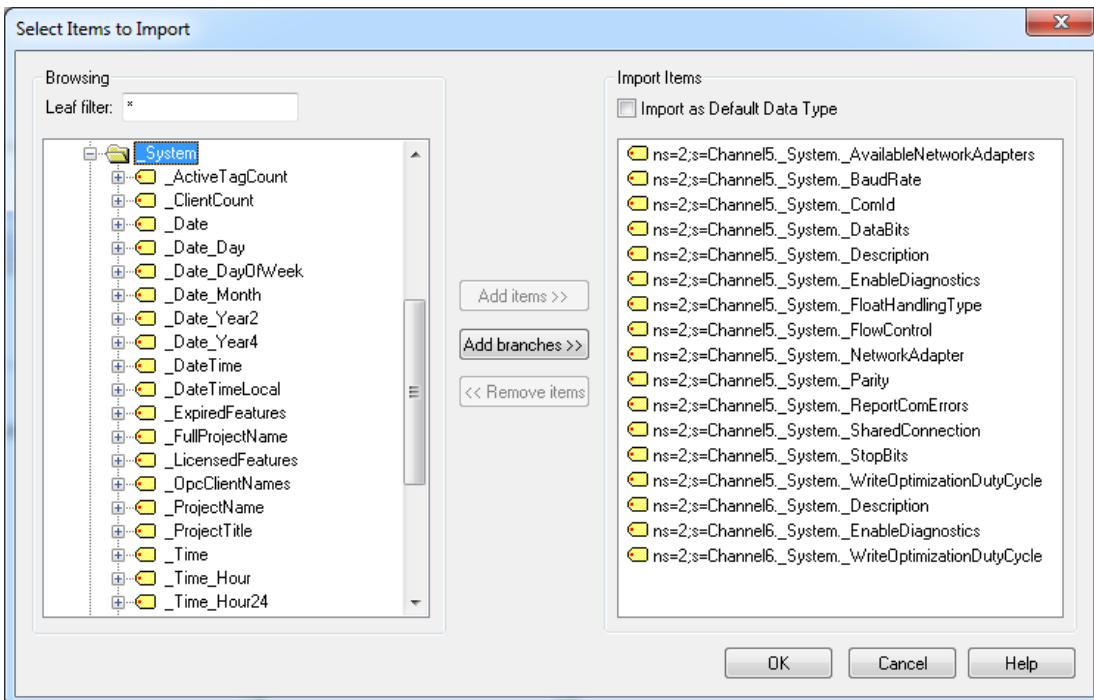 Select Items to Import
Browsing
Leaf filter: *
_System
_ActiveTagCount
_ClientCount
_Date
_Date_Day
_Date_DayOfWeek
_Date_Month
_Date_Year2
_Date_Year4
_DateTime
_DateTimeLocal
_ExpiredFeatures
_FullProjectName
_LicensedFeatures
_OpcClientNames
_ProjectName
_ProjectTitle
_Time
_Time_Hour
_Time_Hour24
Add items >>
Add branches >>
<< Remove items
Import Items
Import as Default Data Type
ns=2;s=Channel5._System._AvailableNetworkAdapters
ns=2;s=Channel5._System._BaudRate
ns=2;s=Channel5._System._ComId
ns=2;s=Channel5._System._DataBits
ns=2;s=Channel5._System._Description
ns=2;s=Channel5._System._EnableDiagnostics
ns=2;s=Channel5._System._FloatHandlingType
ns=2;s=Channel5._System._FlowControl
ns=2;s=Channel5._System._NetworkAdapter
ns=2;s=Channel5._System._Parity
ns=2;s=Channel5._System._ReportComErrors
ns=2;s=Channel5._System._SharedConnection
ns=2;s=Channel5._System._StopBits
ns=2;s=Channel5._System._WriteOptimizationDutyCycle
ns=2;s=Channel6._System._Description
ns=2;s=Channel6._System._EnableDiagnostics
ns=2;s=Channel6._System._WriteOptimizationDutyCycle
OK
Cancel
Help